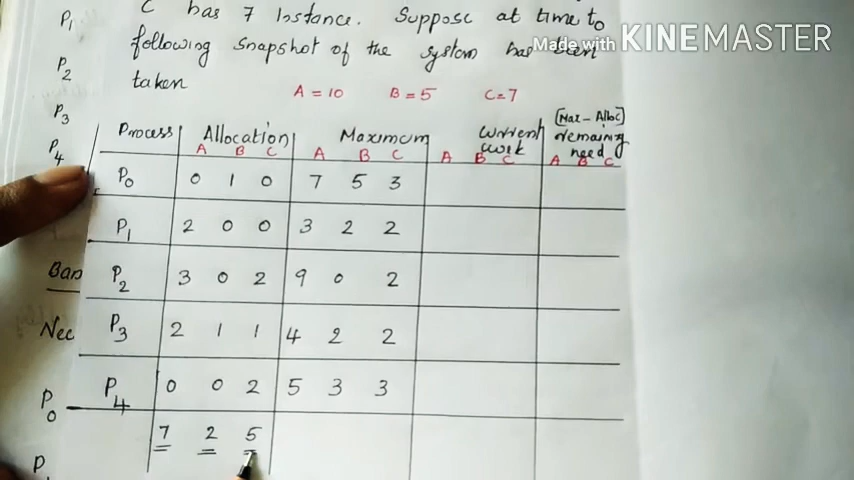 P1
P2
P3
P4
Ban
Nec
P0
P
C has 7 Instance. Suppose at time to
following snapshot of the system has been
taken
Made with KINEMASTER
A = 10 B = 5 C = 7
Process Allocation Maximum current work [Max - Alloc] remaining need
A B C A B C A B C A B C
P0 0 1 0 7 5 3
P1 2 0 0 3 2 2
P2 3 0 2 9 0 2
P3 2 1 1 4 2 2
P4 0 0 2 5 3 3
7 2 5